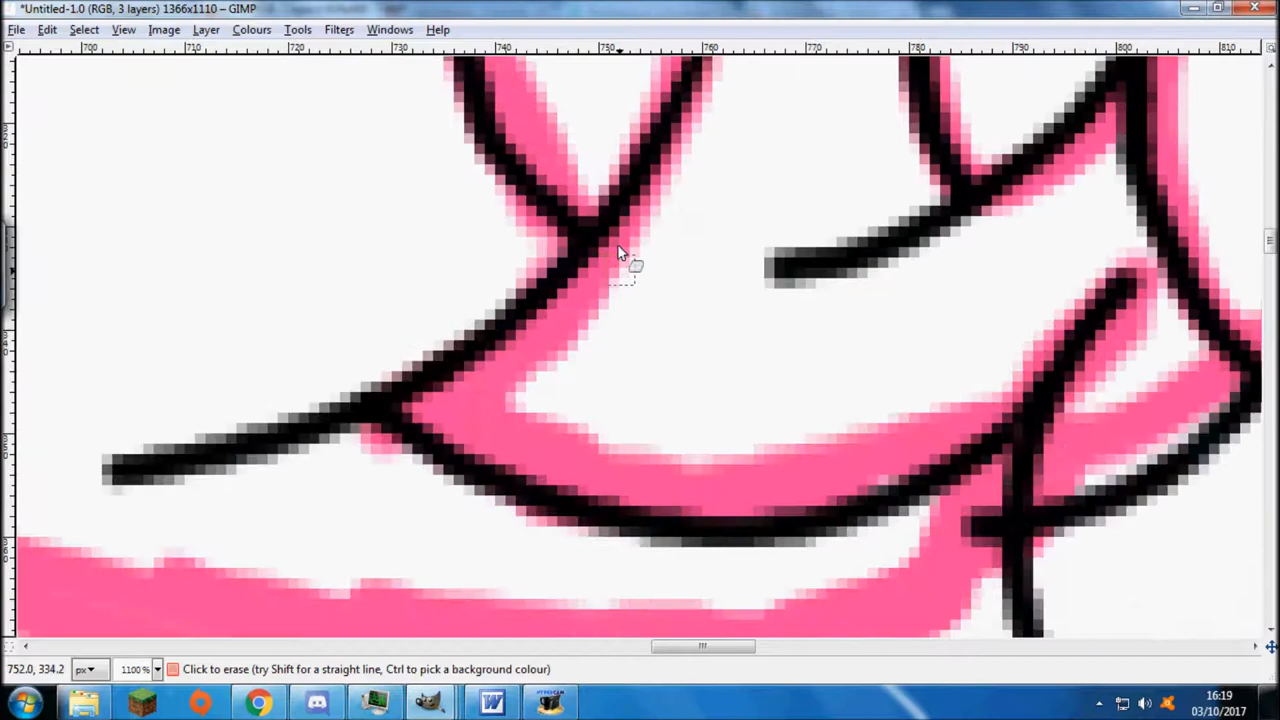 *Untitled-1.0 (RGB, 3 layers) 1366x1110 – GIMP
File Edit Select View Image Layer Colours Tools Filters Windows Help
700 710 720 730 740 750 760 770 780 790 800 810
752.0, 334.2 px 1100% Click to erase (try Shift for a straight line, Ctrl to pick a background colour)
16:19
03/10/2017